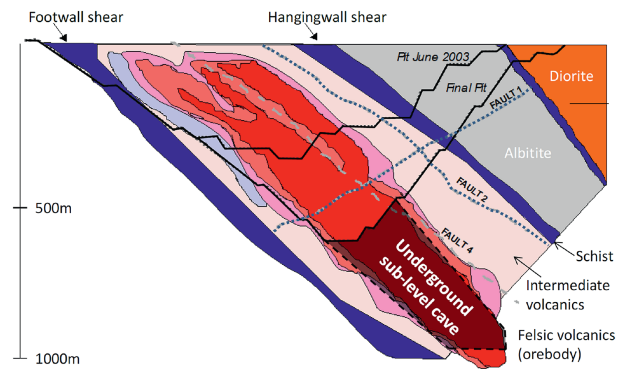 Footwall shear
Hangingwall shear
Pit June 2003
Final Pit
FAULT 1
Diorite
Albitite
500m
FAULT 2
FAULT 4
Schist
Underground
sub-level cave
Intermediate
volcanics
Felsic volcanics
(orebody)
1000m